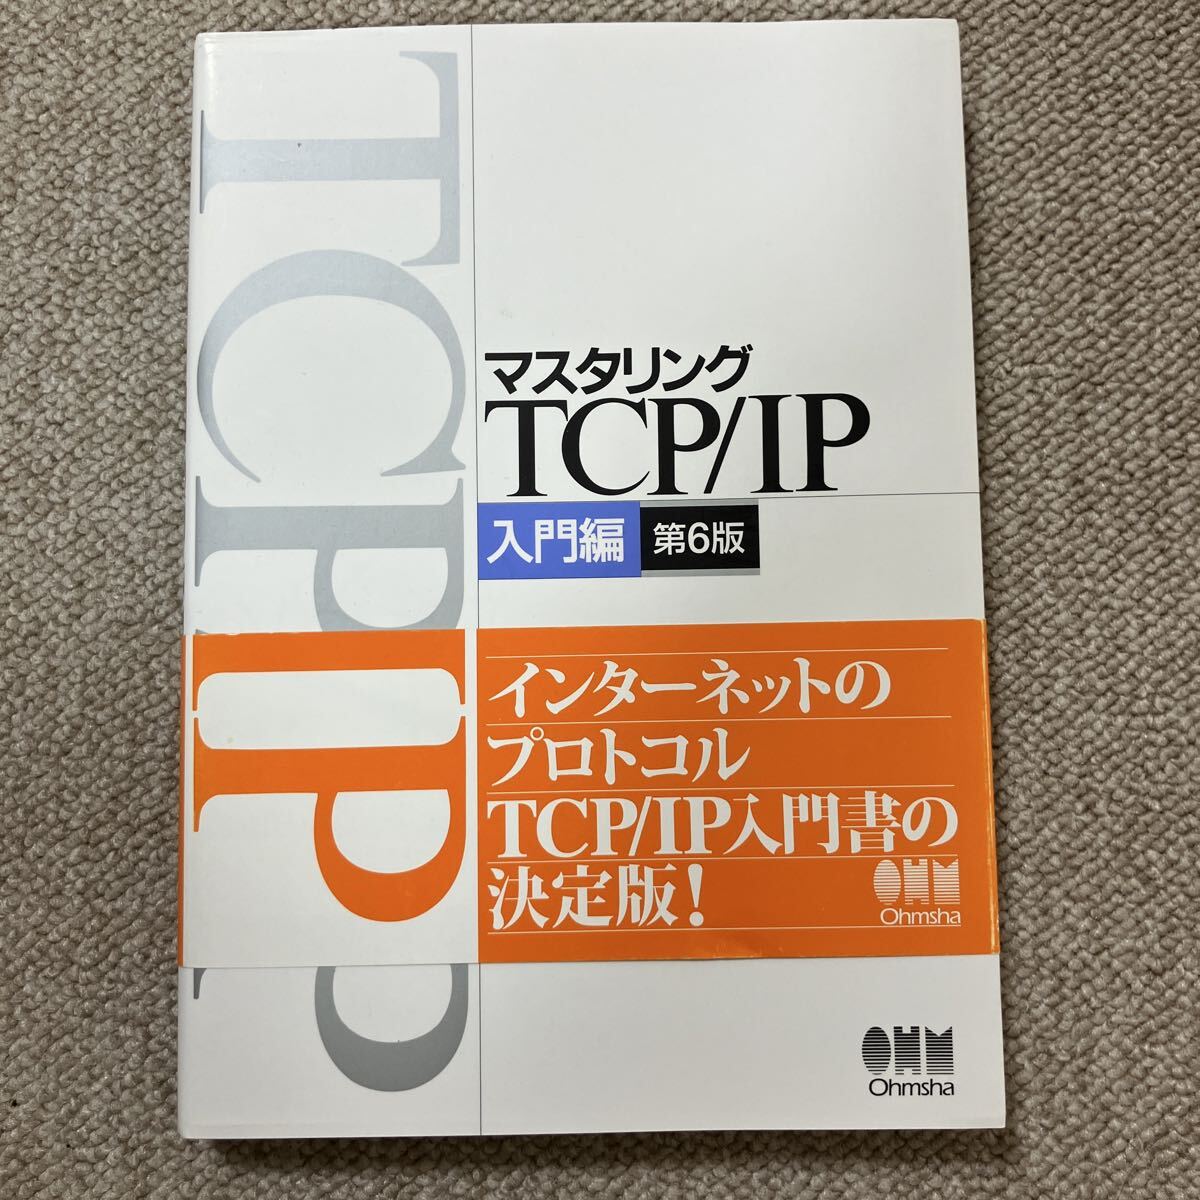 TCP/IP
マスタリング
TCP/IP
入門編 第6版
インターネットの
プロトコル
TCP/IP入門書の
決定版!
OHM
Ohmsha
OHM
Ohmsha